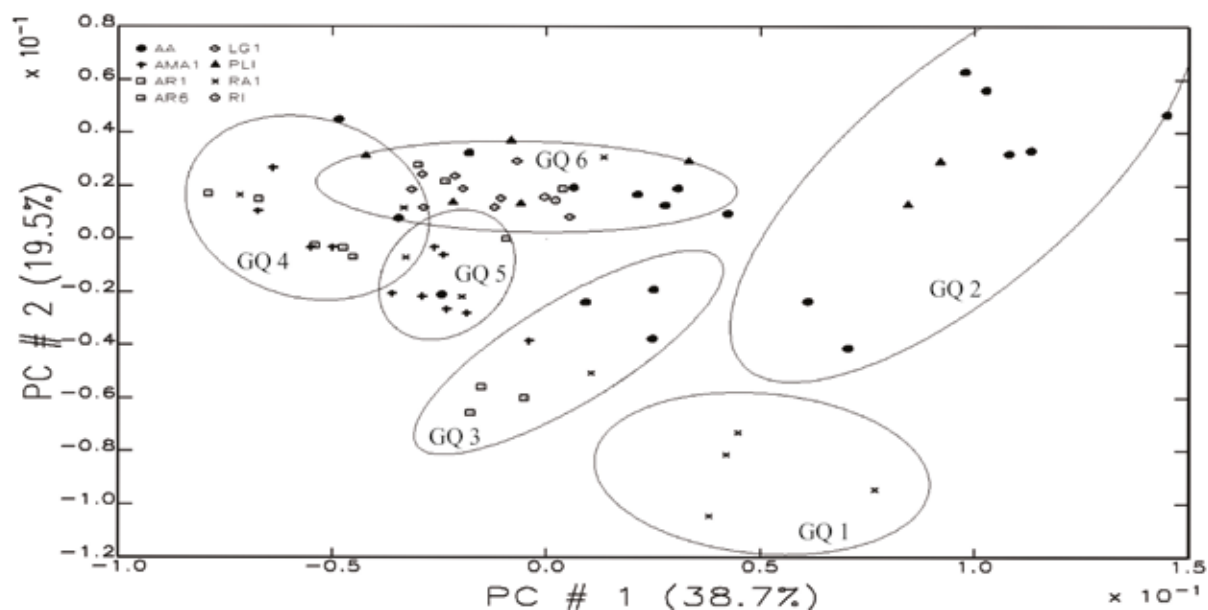 × 10⁻¹
0.8
0.6
0.4
0.2
0.0
−0.2
−0.4
−0.6
−0.8
−1.0
−1.2
PC # 2 (19.5%)
AA LG1
AMA1 PLI
AR1 RA1
AR6 RI
GQ 6
GQ 4
GQ 5
GQ 2
GQ 3
GQ 1
−1.0 −0.5 0.0 0.5 1.0 1.5
PC # 1 (38.7%) × 10⁻¹